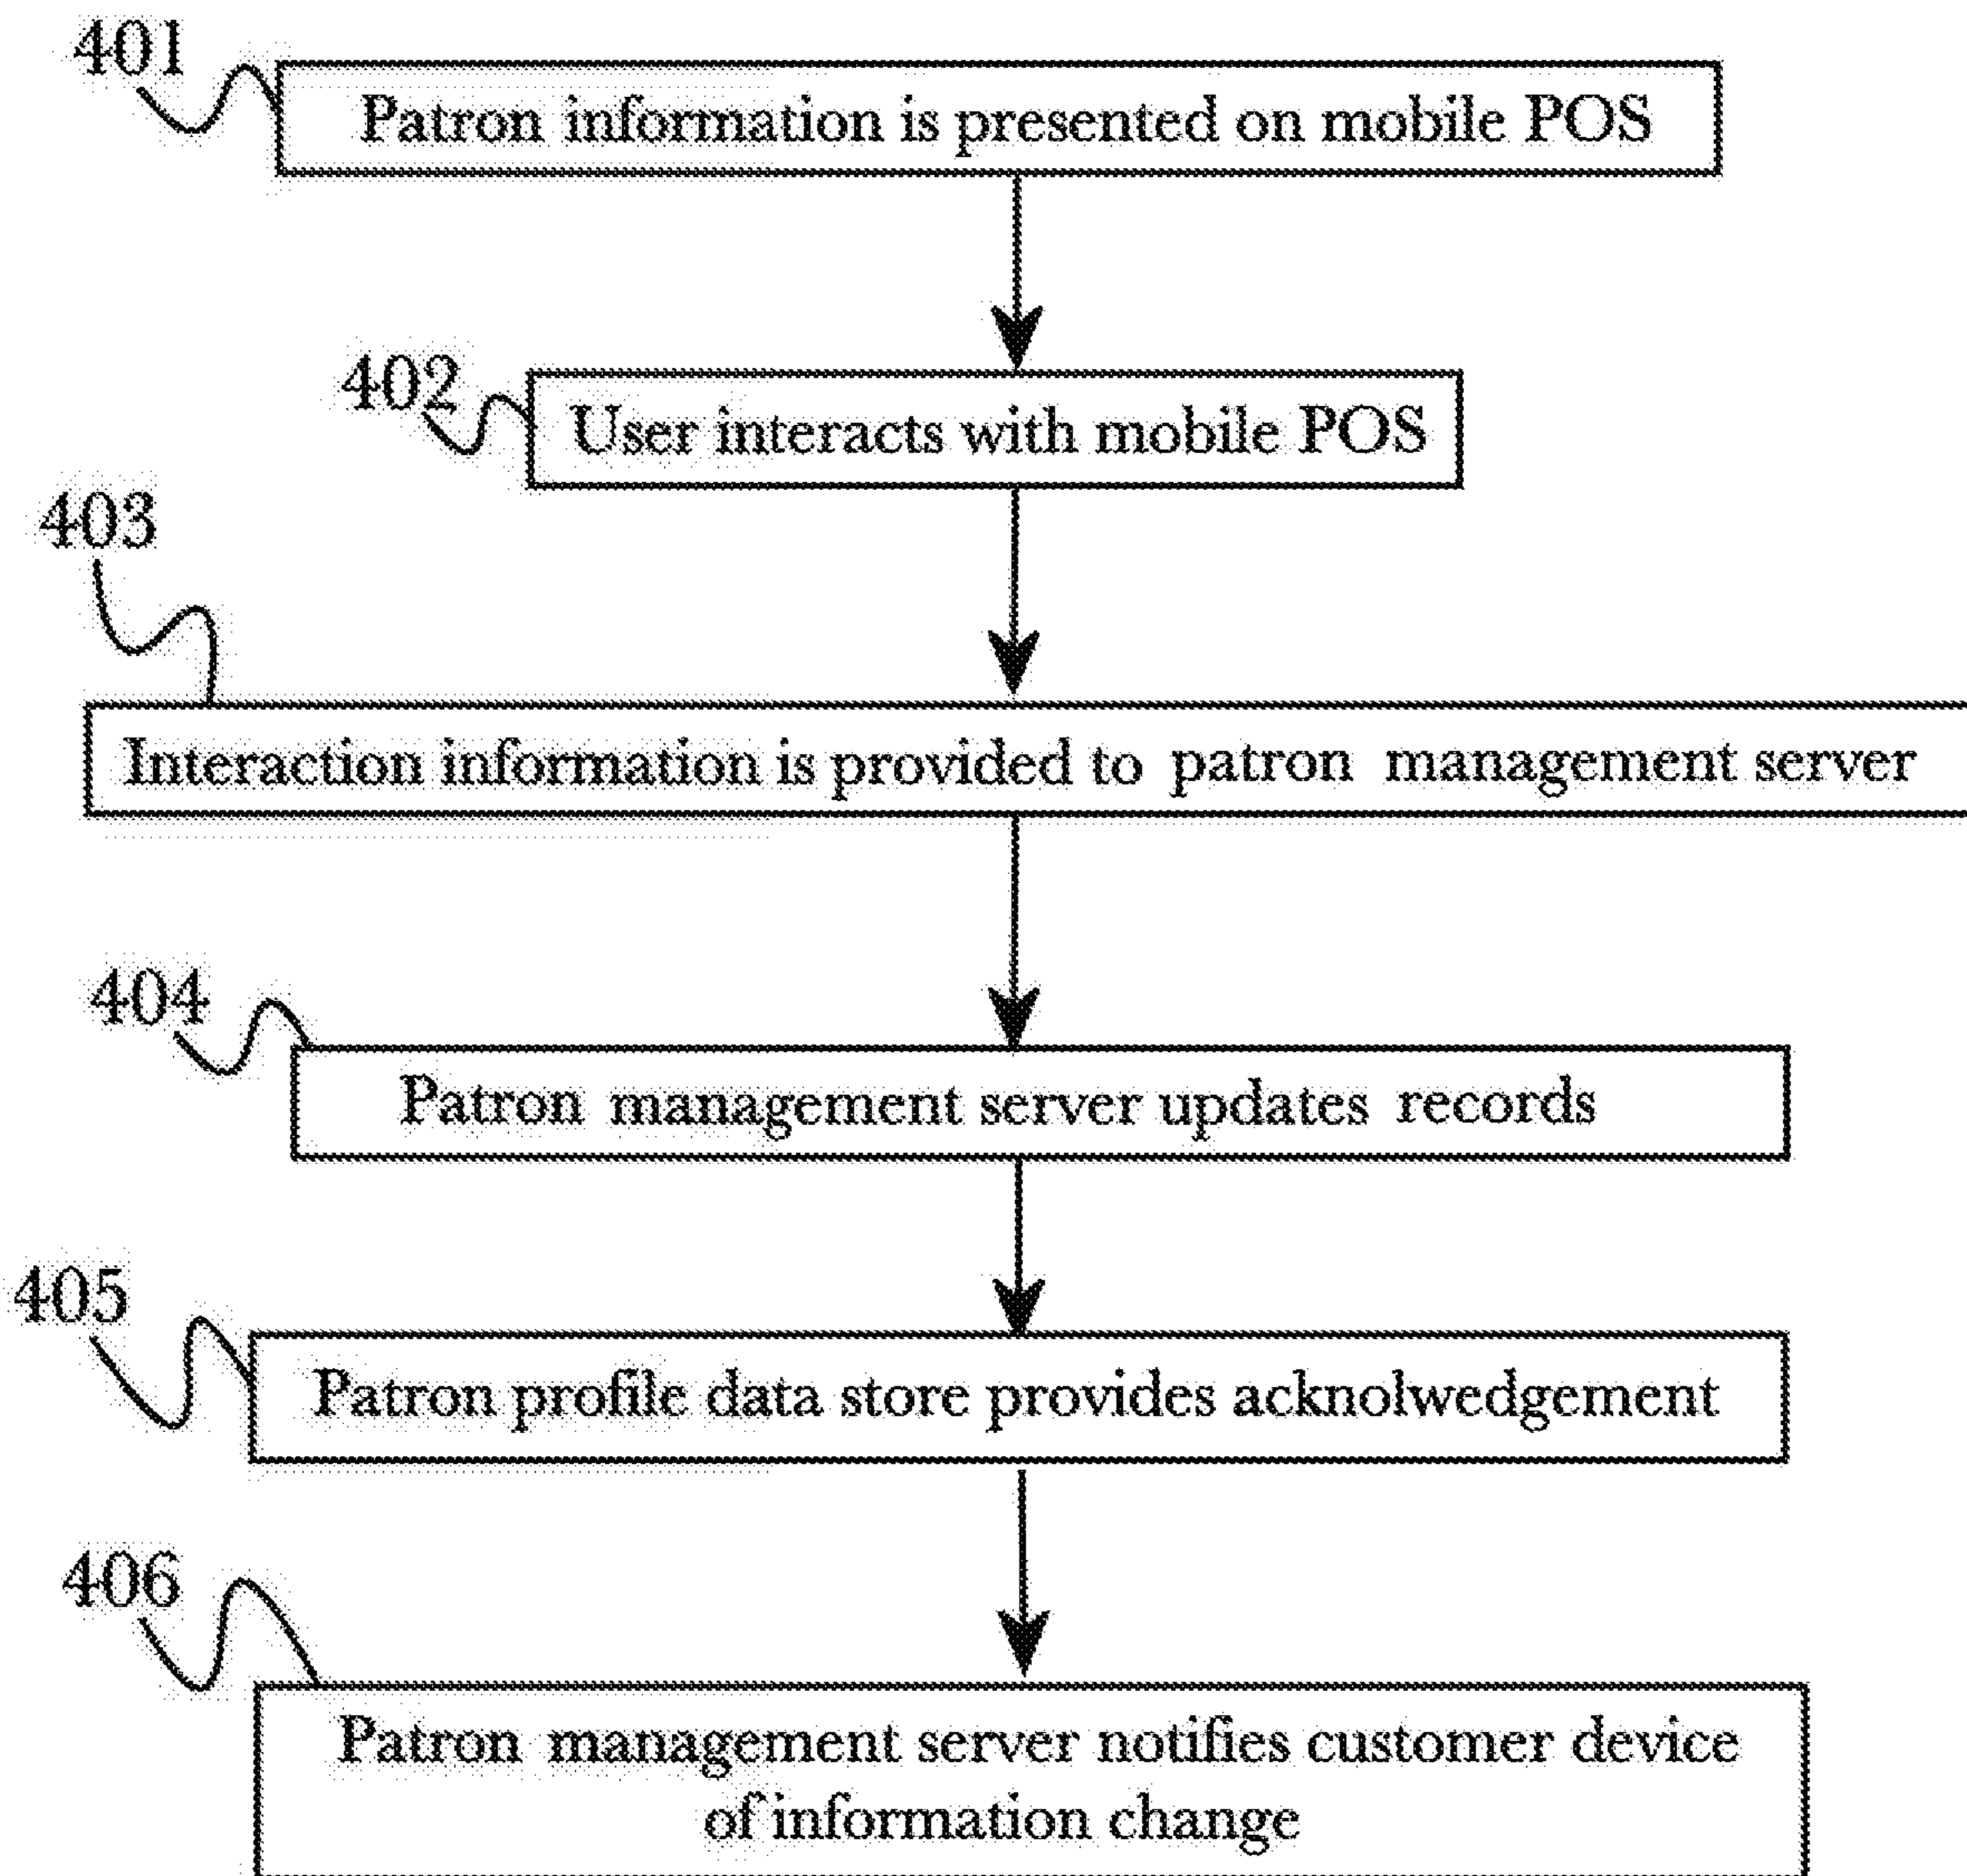 401
Patron information is presented on mobile POS
402
User interacts with mobile POS
403
Interaction information is provided to patron management server
404
Patron management server updates records
405
Patron profile data store provides acknolwedgement
406
Patron management server notifies customer device
of information change